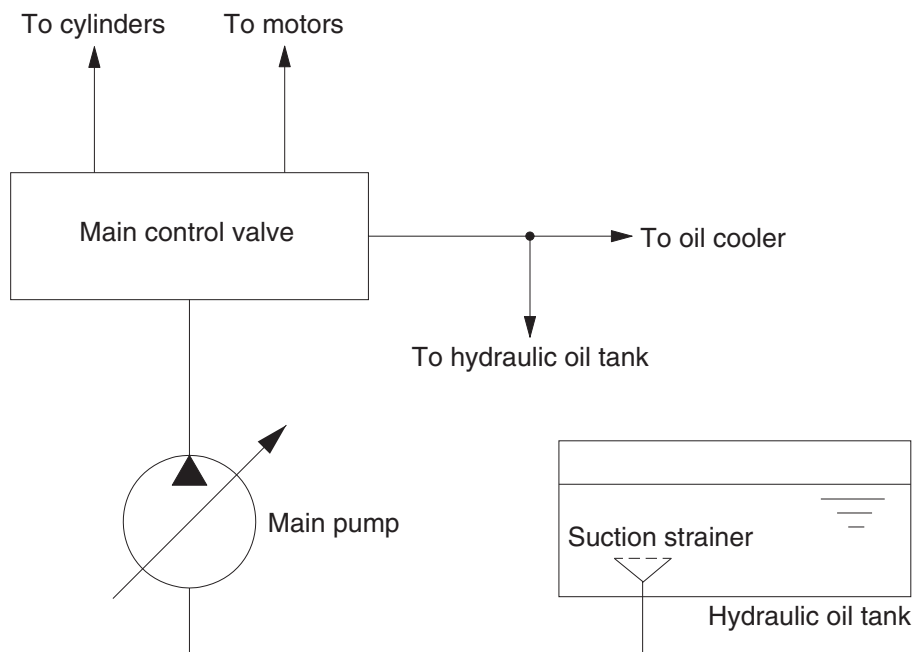 To cylinders
To motors
Main control valve
To oil cooler
To hydraulic oil tank
Main pump
Suction strainer
Hydraulic oil tank